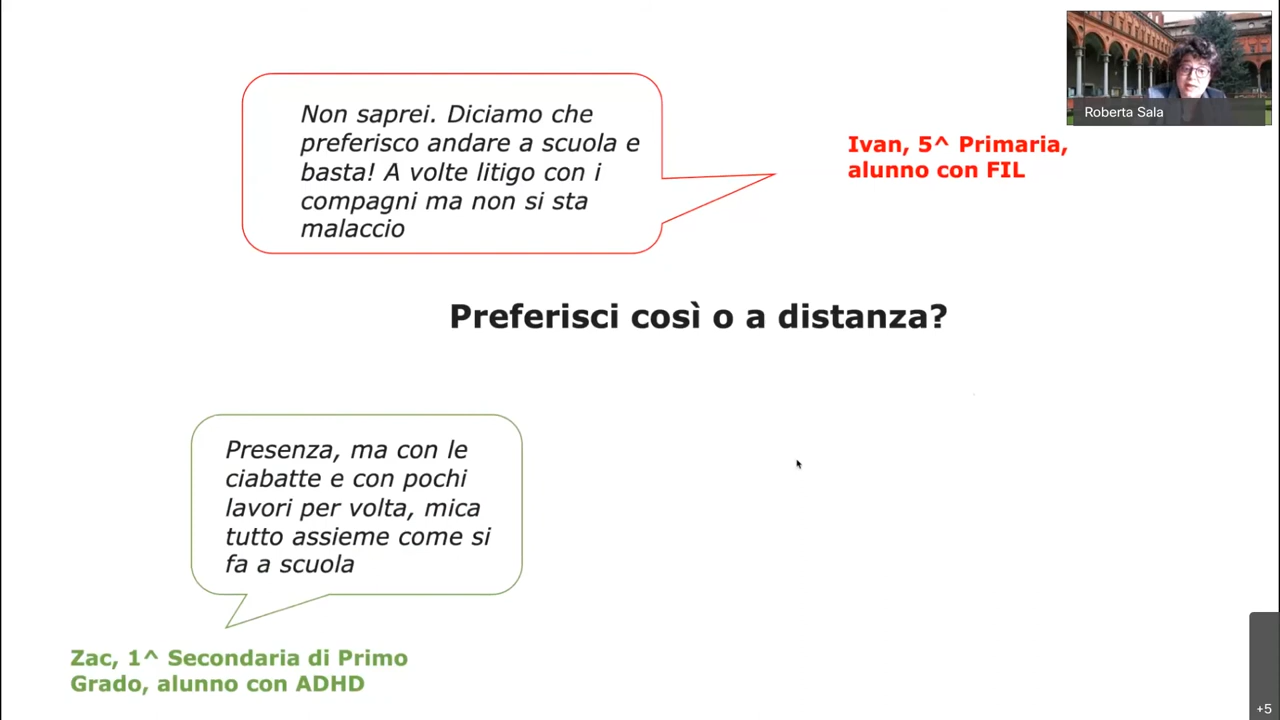 Non saprei. Diciamo che
preferisco andare a scuola e
basta! A volte litigo con i
compagni ma non si sta
malaccio
Roberta Sala
Ivan, 5^ Primaria,
alunno con FIL
Preferisci così o a distanza?
Presenza, ma con le
ciabatte e con pochi
lavori per volta, mica
tutto assieme come si
fa a scuola
Zac, 1^ Secondaria di Primo
Grado, alunno con ADHD
+5